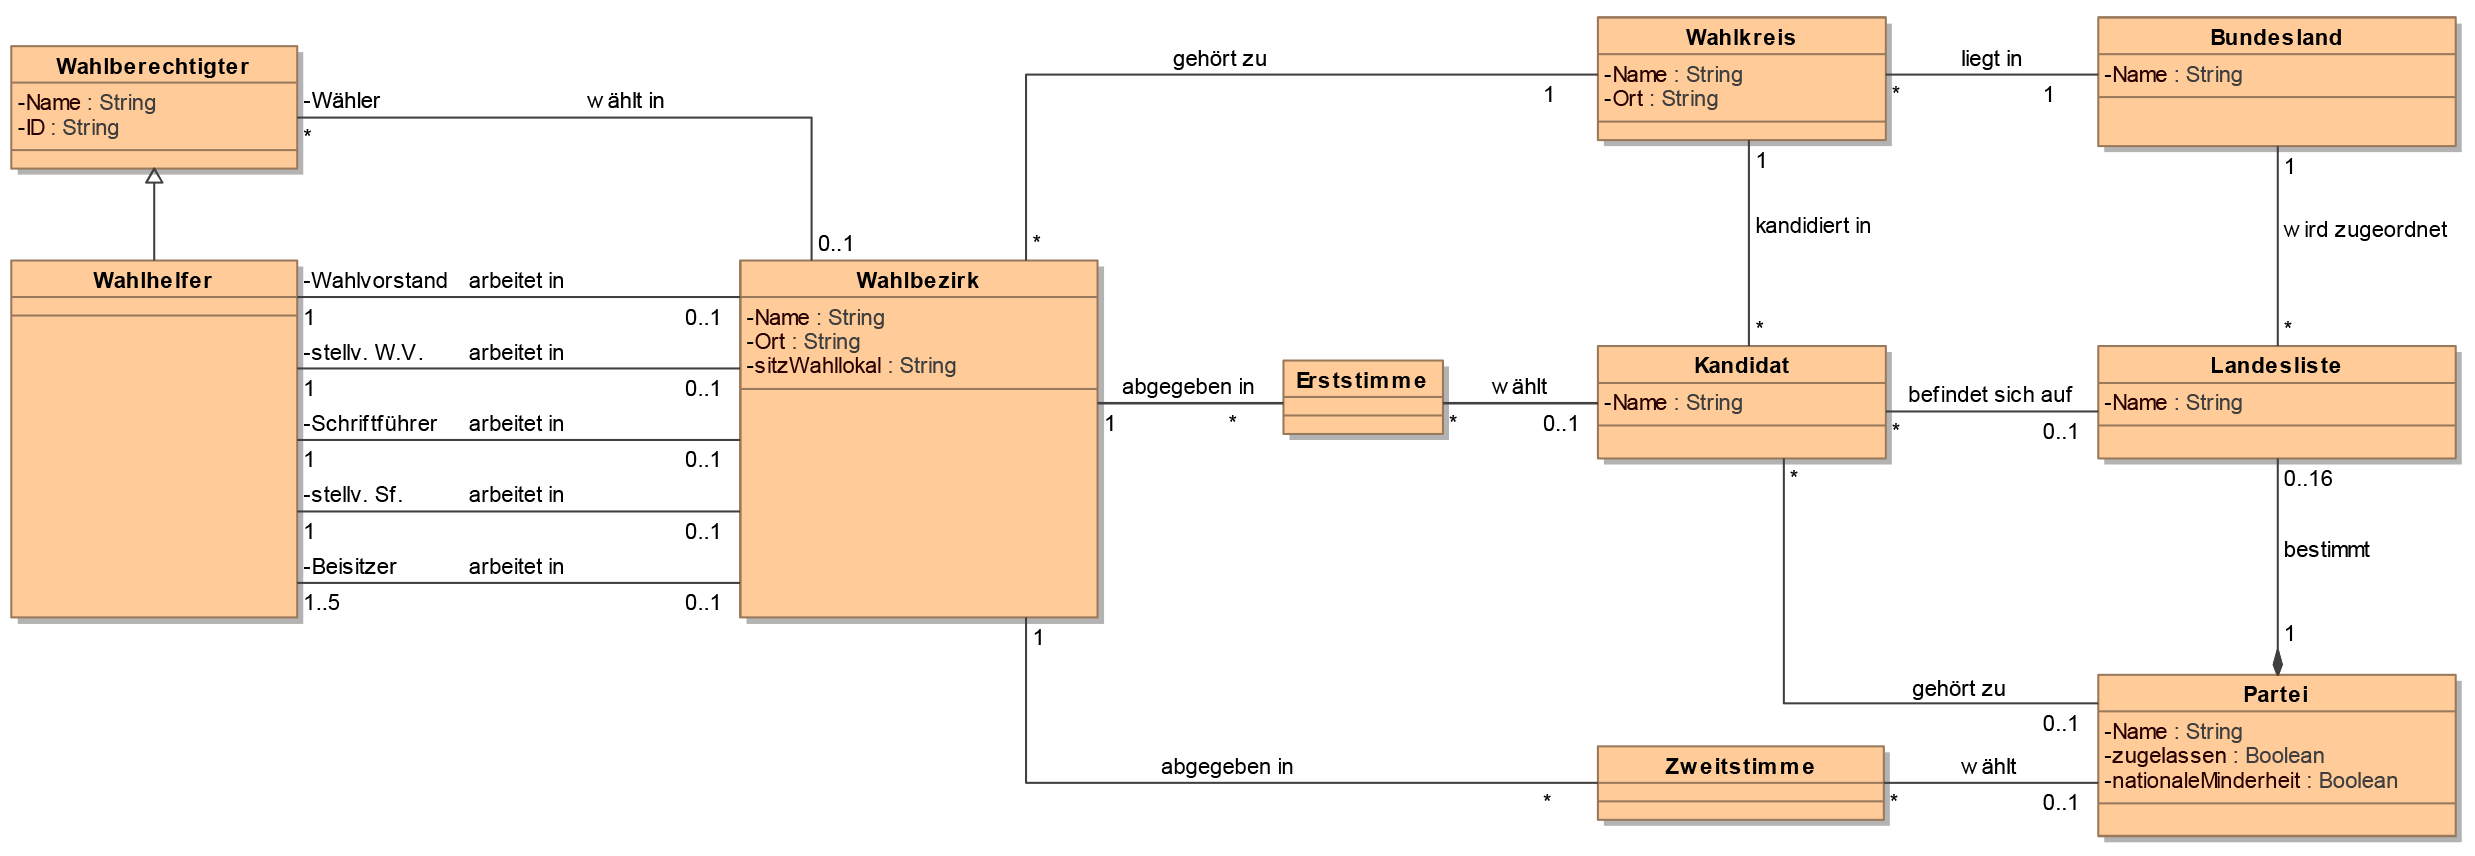 Wahlberechtigter
-Name : String
-ID : String
-Wähler
*
wählt in
0..1
gehört zu
1
*
Wahlkreis
-Name : String
-Ort : String
*
liegt in
1
Bundesland
-Name : String
1
kandidiert in
*
1
wird zugeordnet
*
Wahlhelfer
-Wahlvorstand arbeitet in
1 0..1
-stellv. W.V. arbeitet in
1 0..1
-Schriftführer arbeitet in
1 0..1
-stellv. Sf. arbeitet in
1 0..1
-Beisitzer arbeitet in
1..5 0..1
Wahlbezirk
-Name : String
-Ort : String
-sitzWahllokal : String
abgegeben in
1 *
Erststimme
wählt
* 0..1
Kandidat
-Name : String
befindet sich auf
* 0..1
Landesliste
-Name : String
0..16
bestimmt
1
*
gehört zu
0..1
Partei
-Name : String
-zugelassen : Boolean
-nationaleMinderheit : Boolean
1
abgegeben in
*
Zweitstimme
wählt
* 0..1